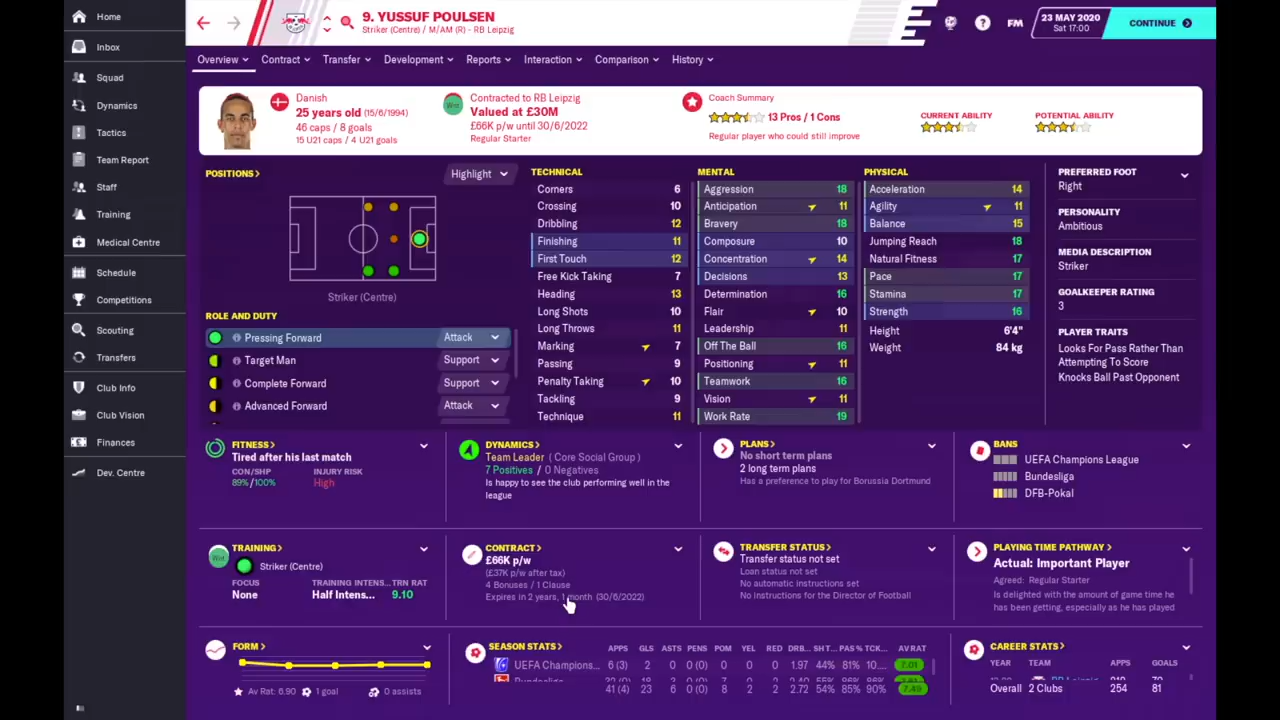 Home
Inbox
Squad
Dynamics
Tactics
Team Report
Staff
Training
Medical Centre
Schedule
Competitions
Scouting
Transfers
Club Info
Club Vision
Finances
Dev. Centre
9. YUSSUF POULSEN
Striker (Centre) / M/AM (R) - RB Leipzig
FM
23 MAY 2020
Sat 17:00
CONTINUE
Overview Contract Transfer Development Reports Interaction Comparison History
Danish
25 years old (15/6/1994)
46 caps / 8 goals
15 U21 caps / 4 U21 goals
Wnt
Contracted to RB Leipzig
Valued at £30M
£66K p/w until 30/6/2022
Regular Starter
Coach Summary
13 Pros / 1 Cons
Regular player who could still improve
CURRENT ABILITY
POTENTIAL ABILITY
POSITIONS
Highlight
Striker (Centre)
ROLE AND DUTY
Pressing Forward Attack
Target Man Support
Complete Forward Support
Advanced Forward Attack
TECHNICAL
Corners 6
Crossing 10
Dribbling 12
Finishing 11
First Touch 12
Free Kick Taking 7
Heading 13
Long Shots 10
Long Throws 11
Marking 7
Passing 9
Penalty Taking 10
Tackling 9
Technique 11
MENTAL
Aggression 18
Anticipation 11
Bravery 18
Composure 10
Concentration 14
Decisions 13
Determination 16
Flair 10
Leadership 11
Off The Ball 16
Positioning 11
Teamwork 16
Vision 11
Work Rate 19
PHYSICAL
Acceleration 14
Agility 11
Balance 15
Jumping Reach 18
Natural Fitness 17
Pace 17
Stamina 17
Strength 16
Height 6'4"
Weight 84 kg
PREFERRED FOOT
Right
PERSONALITY
Ambitious
MEDIA DESCRIPTION
Striker
GOALKEEPER RATING
3
PLAYER TRAITS
Looks For Pass Rather Than
Attempting To Score
Knocks Ball Past Opponent
FITNESS
Tired after his last match
CON/SHP INJURY RISK
89%/100% High
DYNAMICS
Team Leader ( Core Social Group )
7 Positives / 0 Negatives
Is happy to see the club performing well in the
league
PLANS
No short term plans
2 long term plans
Has a preference to play for Borussia Dortmund
BANS
UEFA Champions League
Bundesliga
DFB-Pokal
TRAINING
Wnt
Striker (Centre)
FOCUS TRAINING INTENS... TRN RAT
None Half Intens... 9.10
CONTRACT
£66K p/w
(£37K p/w after tax)
4 Bonuses / 1 Clause
Expires in 2 years, 1 month (30/6/2022)
TRANSFER STATUS
Transfer status not set
Loan status not set
No automatic instructions set
No instructions for the Director of Football
PLAYING TIME PATHWAY
Actual: Important Player
Agreed: Regular Starter
Is delighted with the amount of game time he
has been getting, especially as he has played
FORM
Av Rat: 6.90 1 goal 0 assists
SEASON STATS APPS GLS ASTS PENS POM YEL RED DRB... SH T... PAS % TCK... AV RAT
UEFA Champions... 6 (3) 2 0 0 (0) 0 0 0 1.97 44% 81% 10.... 7.01
41 (4) 23 6 0 (0) 8 2 2 2.72 54% 85% 90% 7.49
CAREER STATS
YEAR TEAM APPS GOALS
Overall 2 Clubs 254 81